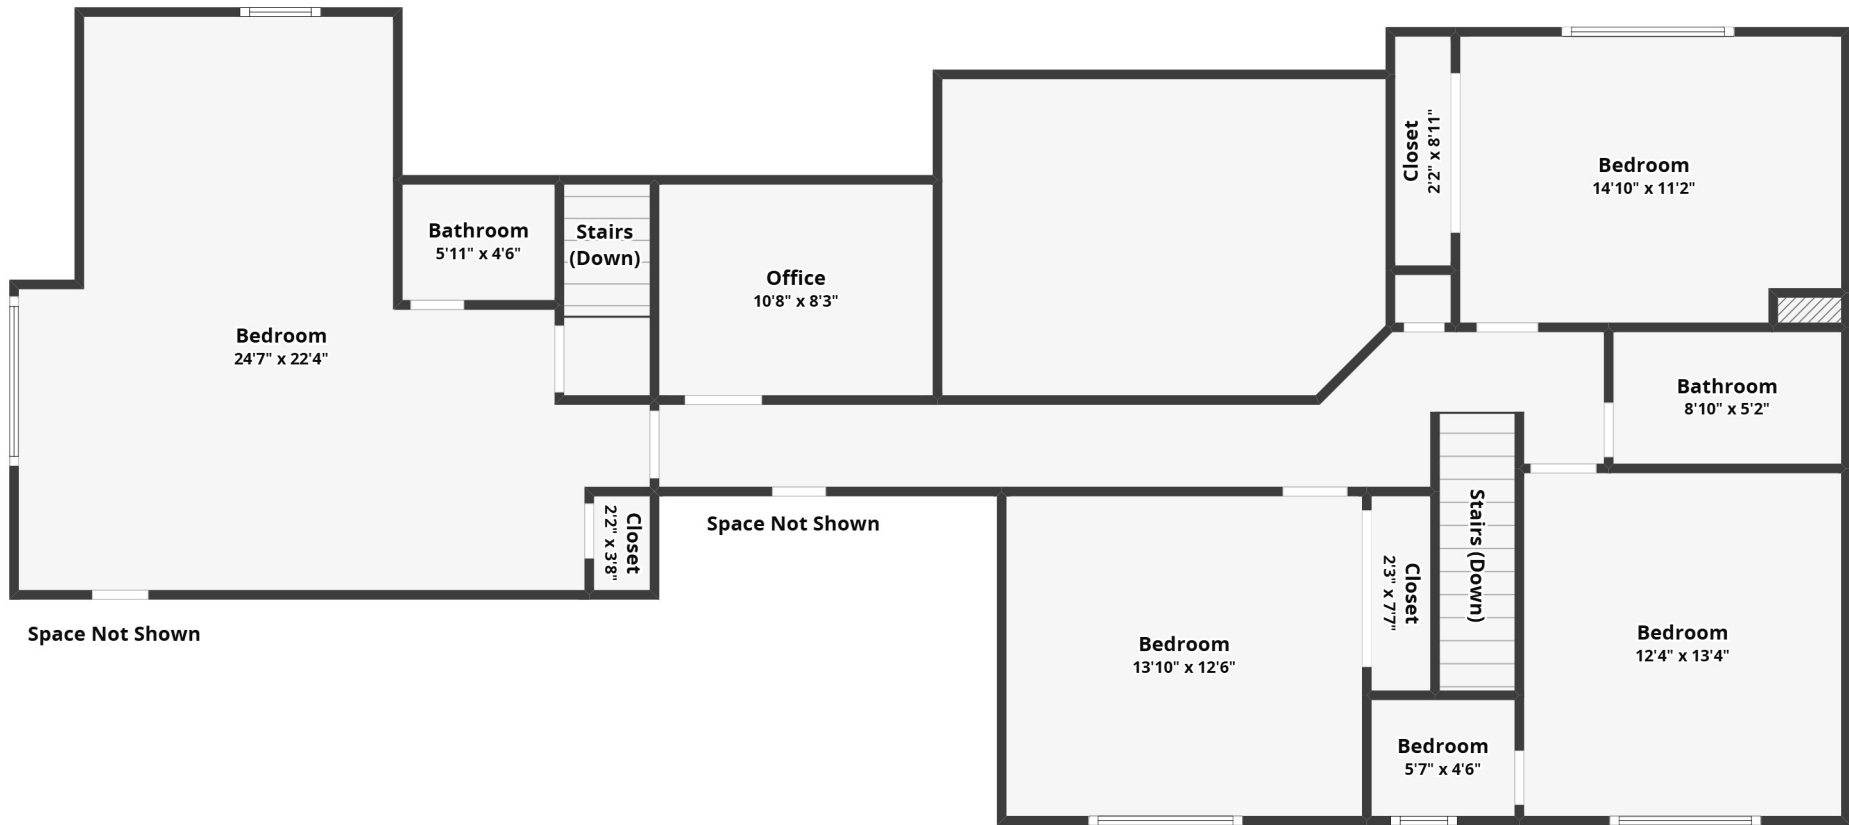 Closet
2'2" x 8'11"
Bedroom
14'10" x 11'2"
Bathroom
5'11" x 4'6"
Stairs
(Down)
Office
10'8" x 8'3"
Bedroom
24'7" x 22'4"
Bathroom
8'10" x 5'2"
Closet
2'2" x 3'8"
Space Not Shown
Stairs (Down)
Closet
2'3" x 7'7"
Space Not Shown
Bedroom
13'10" x 12'6"
Bedroom
12'4" x 13'4"
Bedroom
5'7" x 4'6"